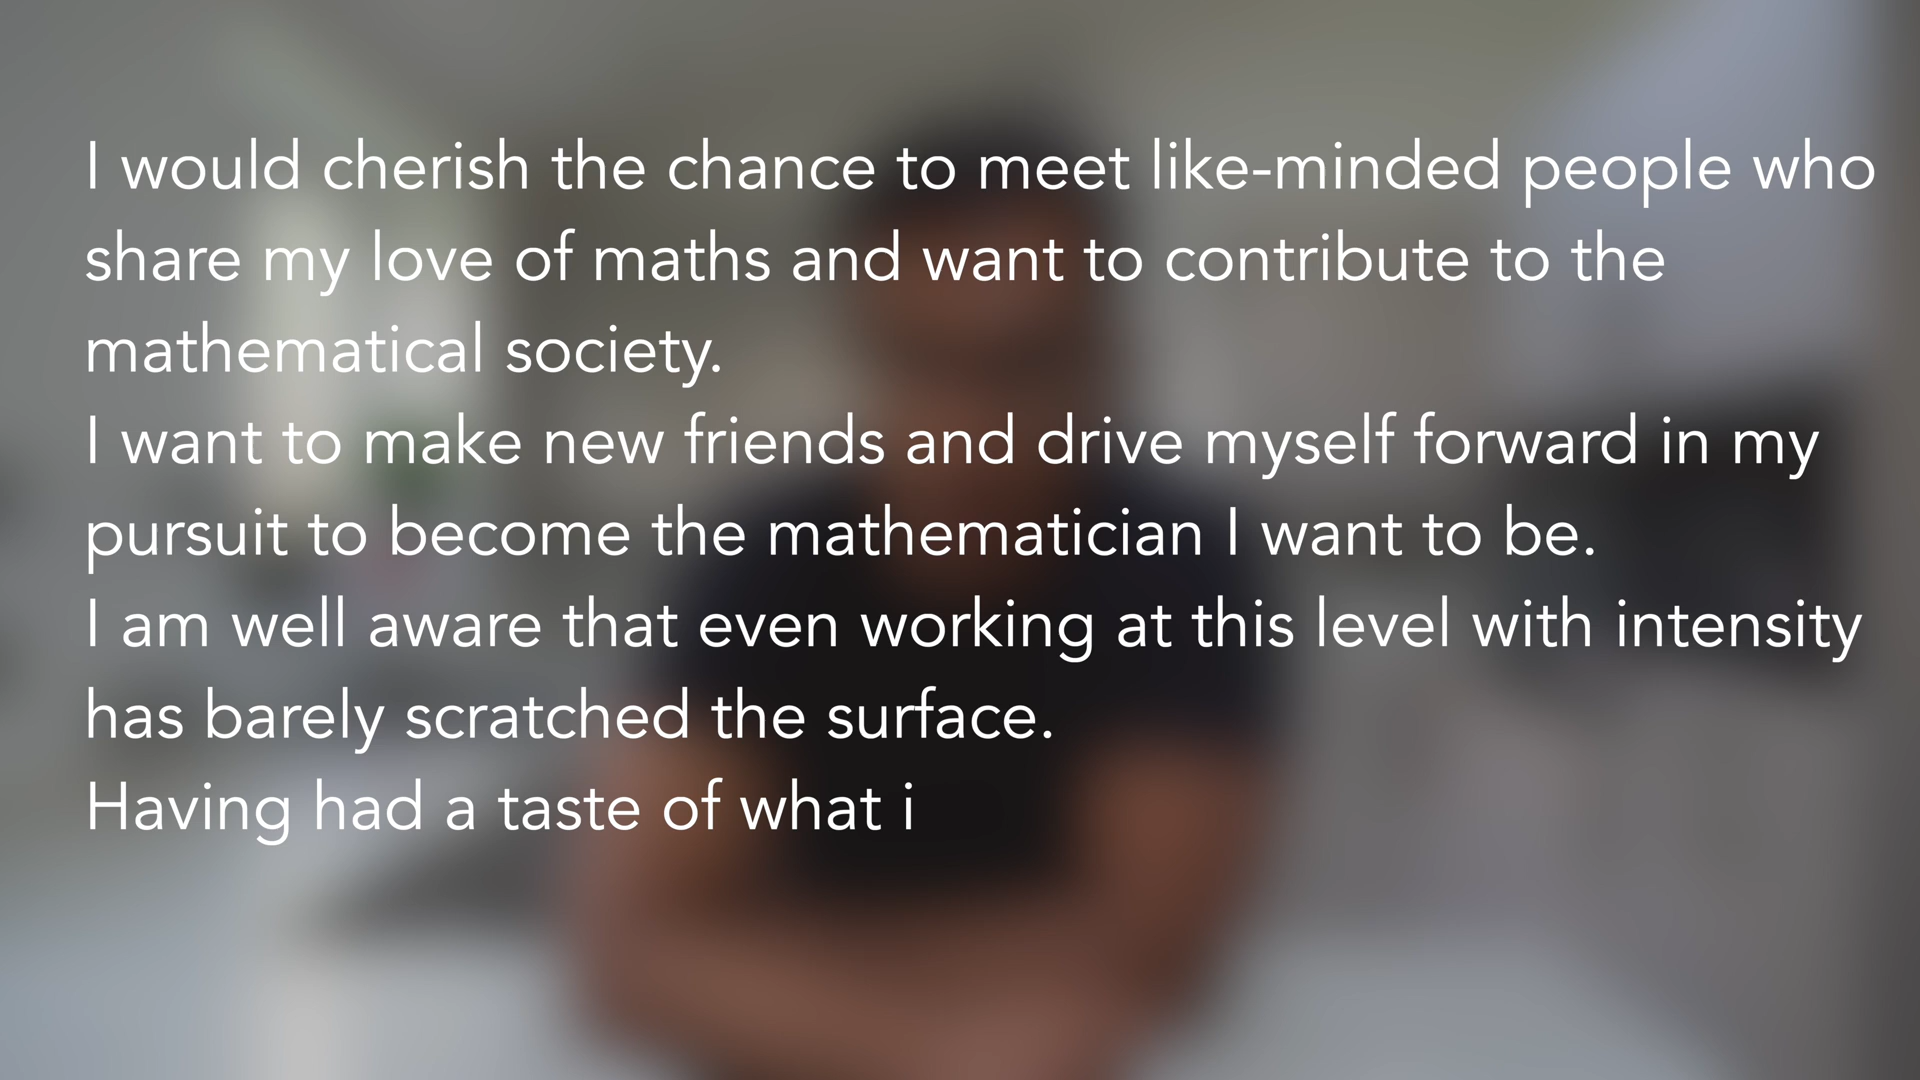 I would cherish the chance to meet like-minded people who
share my love of maths and want to contribute to the
mathematical society.
I want to make new friends and drive myself forward in my
pursuit to become the mathematician I want to be.
I am well aware that even working at this level with intensity
has barely scratched the surface.
Having had a taste of what i